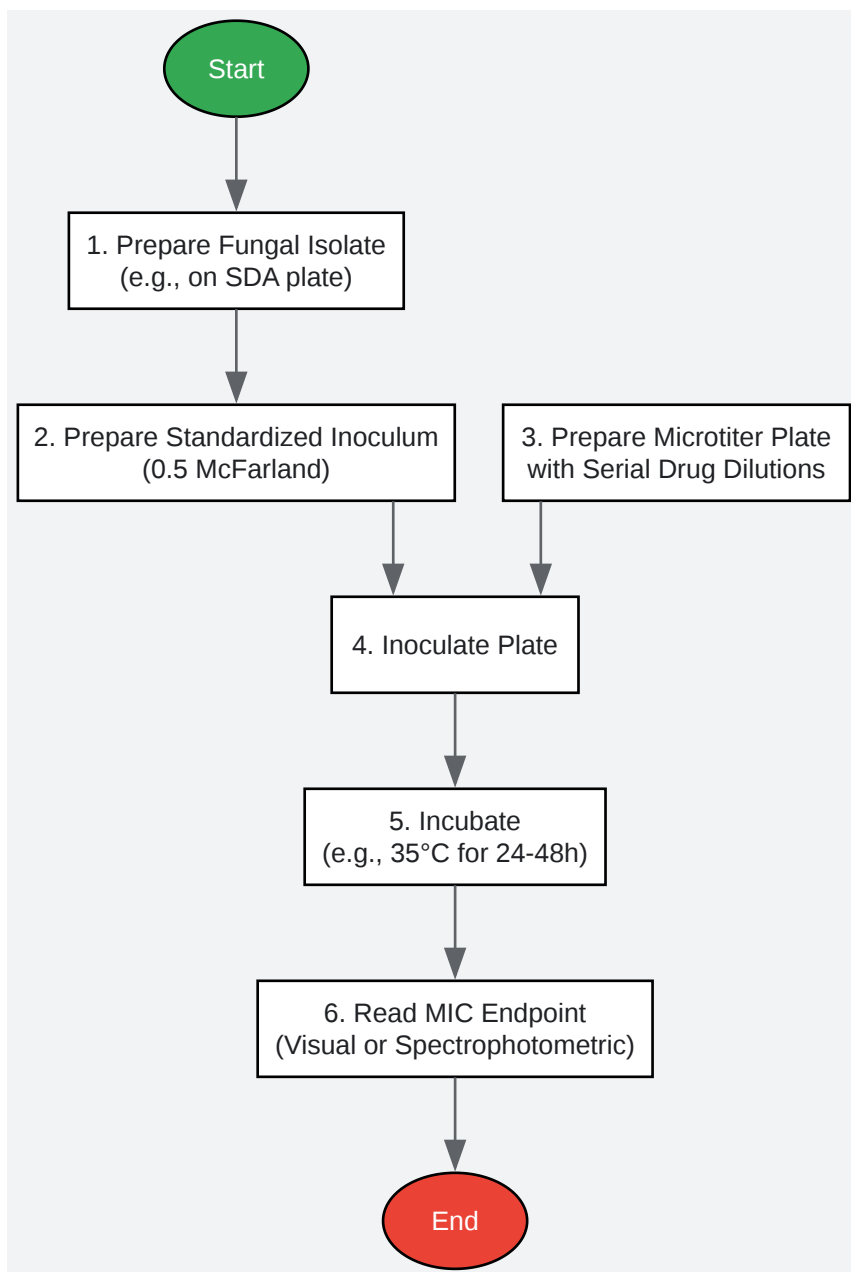 Start
1. Prepare Fungal Isolate
(e.g., on SDA plate)
2. Prepare Standardized Inoculum
(0.5 McFarland)
3. Prepare Microtiter Plate
with Serial Drug Dilutions
4. Inoculate Plate
5. Incubate
(e.g., 35°C for 24-48h)
6. Read MIC Endpoint
(Visual or Spectrophotometric)
End